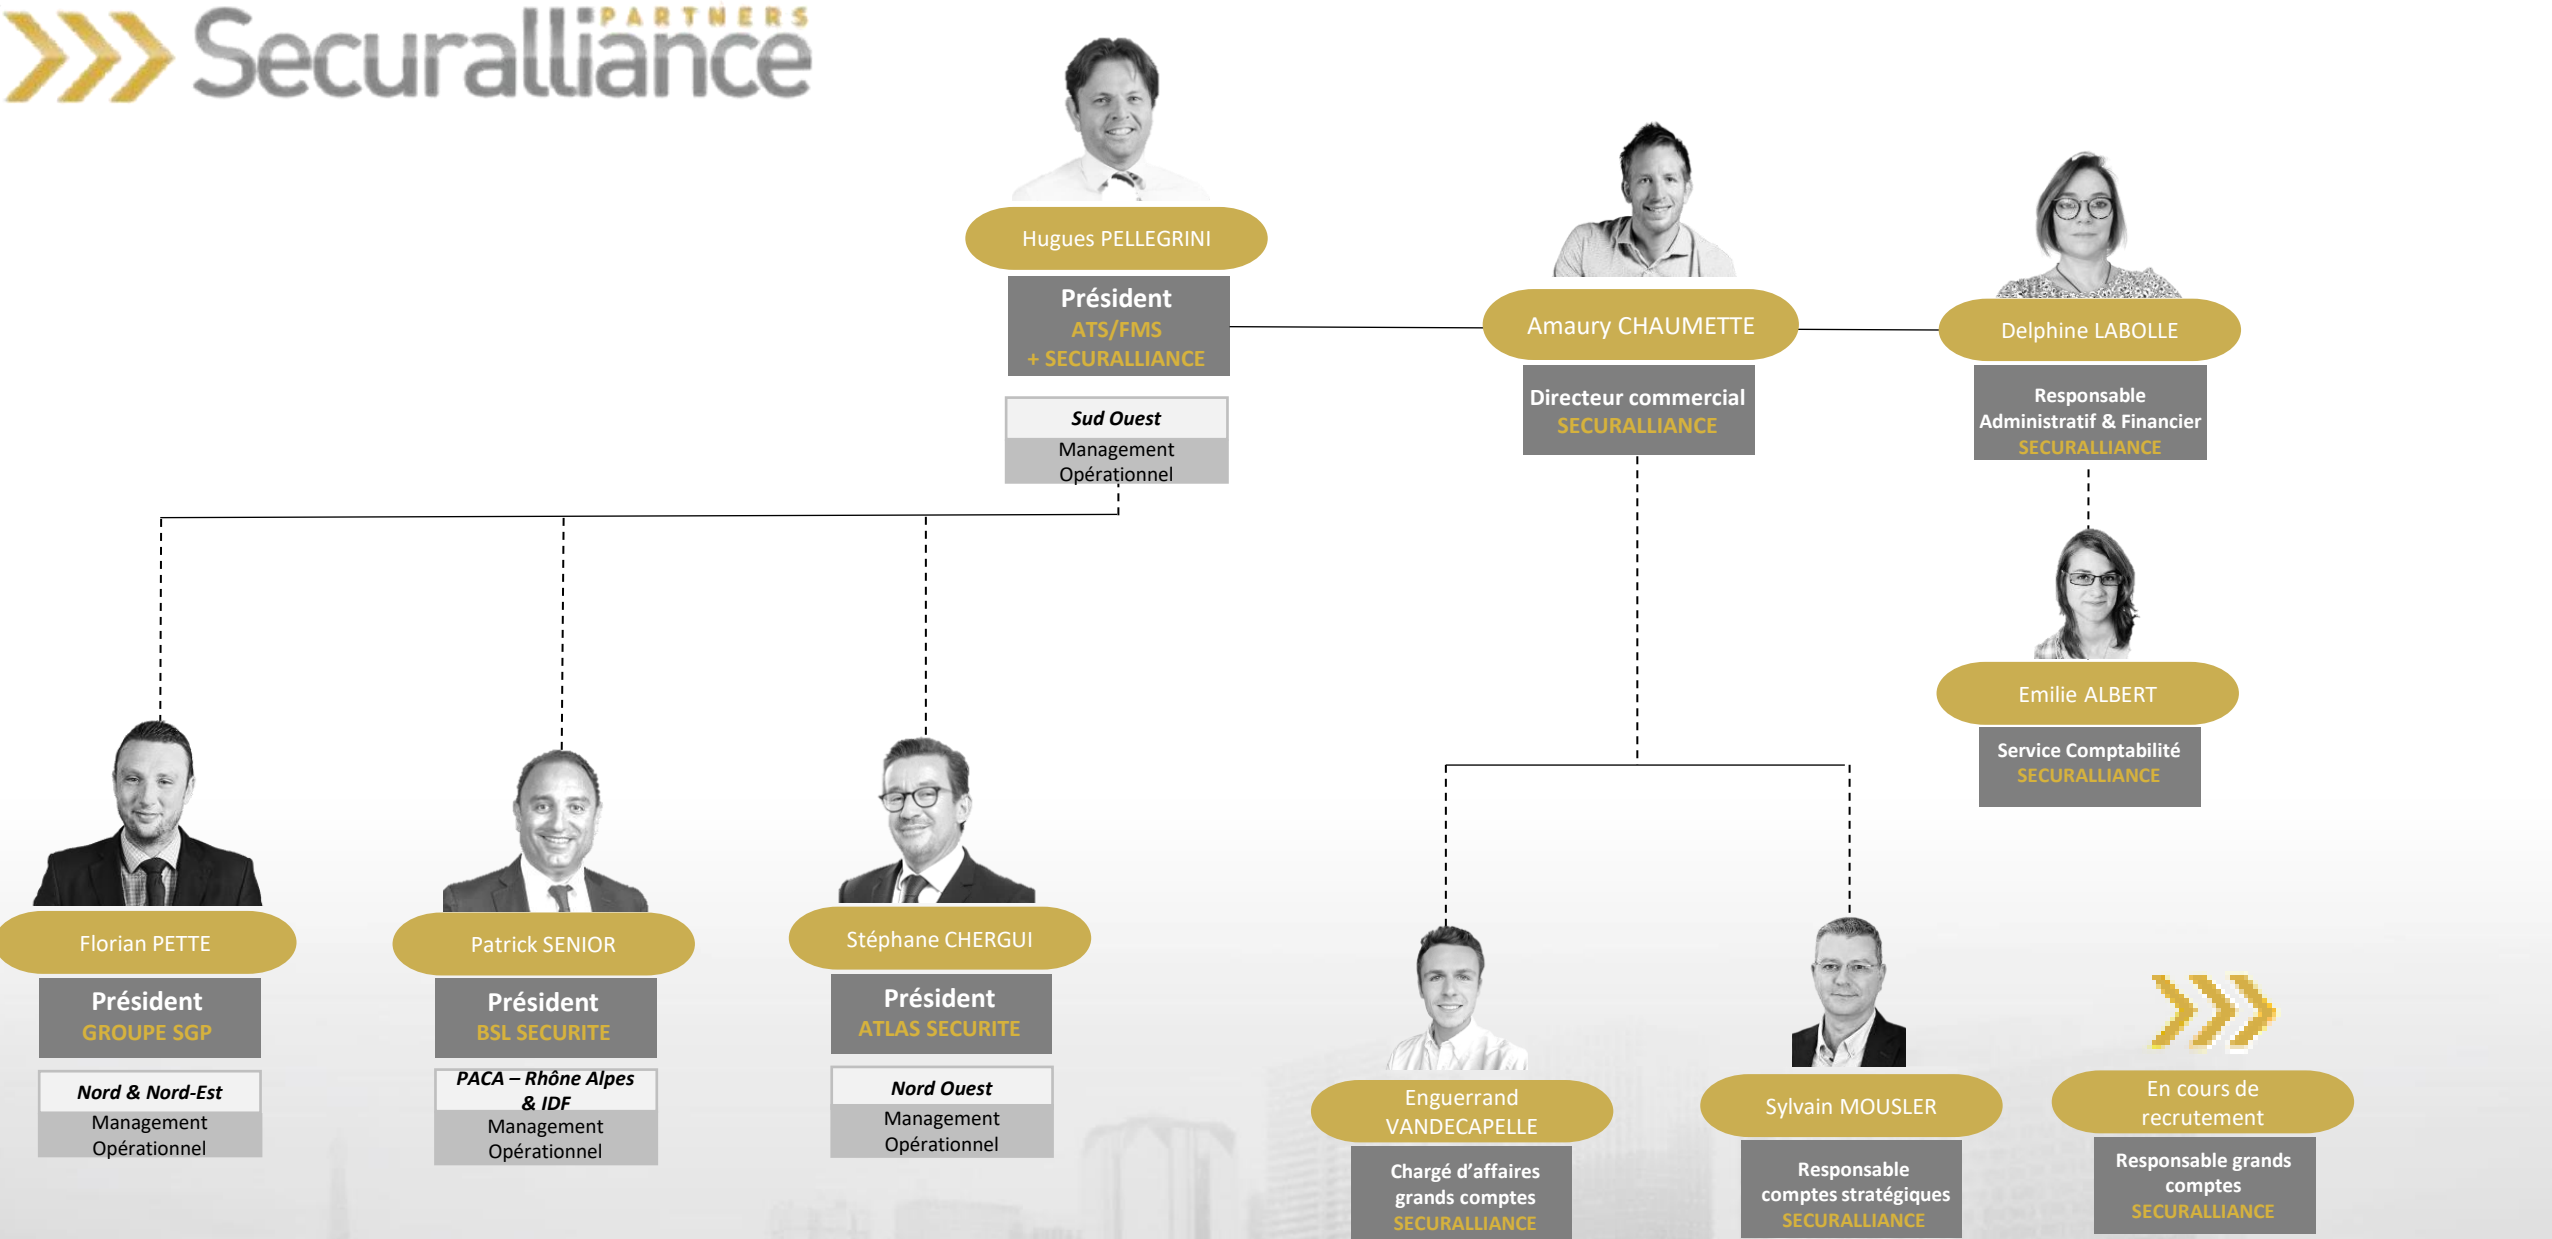 PARTNERS
Securalliance
Hugues PELLEGRINI
Président
ATS/FMS
+ SECURALLIANCE
Sud Ouest
Management
Opérationnel
Amaury CHAUMETTE
Directeur commercial
SECURALLIANCE
Delphine LABOLLE
Responsable
Administratif & Financier
SECURALLIANCE
Emilie ALBERT
Service Comptabilité
SECURALLIANCE
Florian PETTE
Président
GROUPE SGP
Nord & Nord-Est
Management
Opérationnel
Patrick SENIOR
Président
BSL SECURITE
PACA – Rhône Alpes
& IDF
Management
Opérationnel
Stéphane CHERGUI
Président
ATLAS SECURITE
Nord Ouest
Management
Opérationnel
Enguerrand
VANDECAPELLE
Chargé d’affaires
grands comptes
SECURALLIANCE
Sylvain MOUSLER
Responsable
comptes stratégiques
SECURALLIANCE
En cours de
recrutement
Responsable grands
comptes
SECURALLIANCE